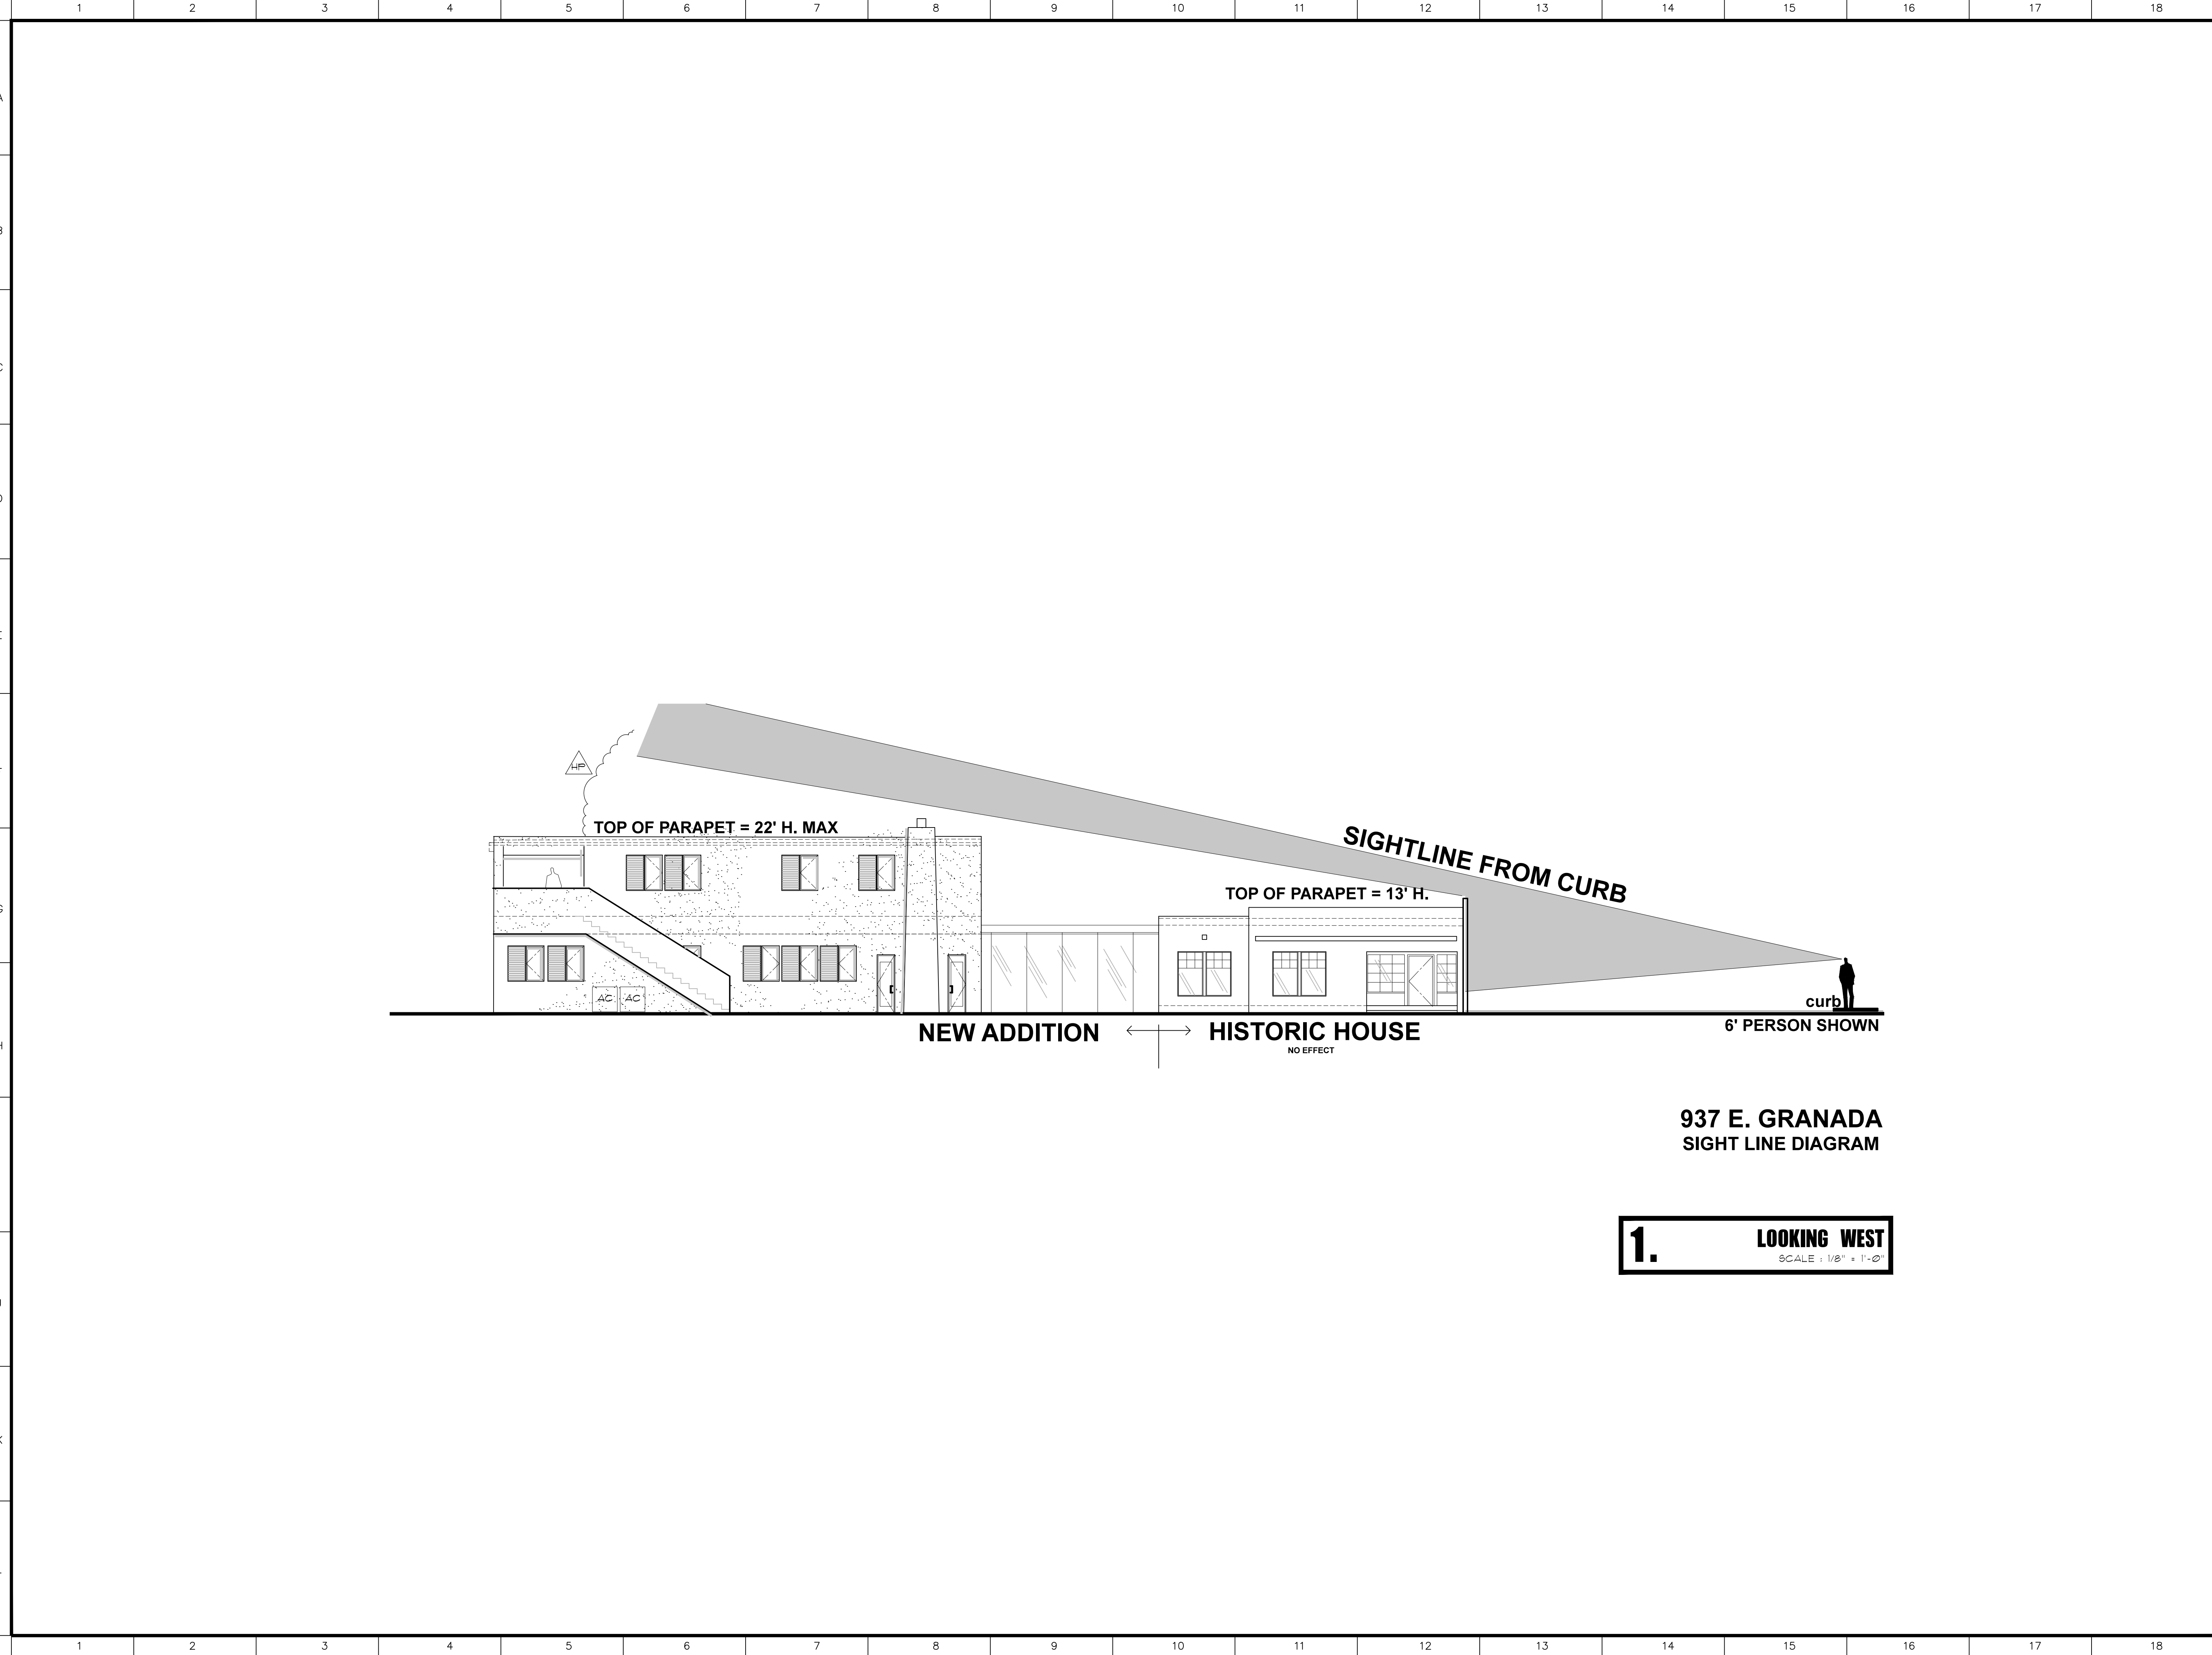 1 2 3 4 5 6 7 8 9 10 11 12 13 14 15 16 17 18
A
B
C
D
E
HP
TOP OF PARAPET = 22' H. MAX
SIGHTLINE FROM CURB
TOP OF PARAPET = 13' H.
G
AC AC
curb
6' PERSON SHOWN
NEW ADDITION
HISTORIC HOUSE
NO EFFECT
H
937 E. GRANADA
SIGHT LINE DIAGRAM
1.
LOOKING WEST
SCALE : 1/8" = 1'-0"
K
1 2 3 4 5 6 7 8 9 10 11 12 13 14 15 16 17 18